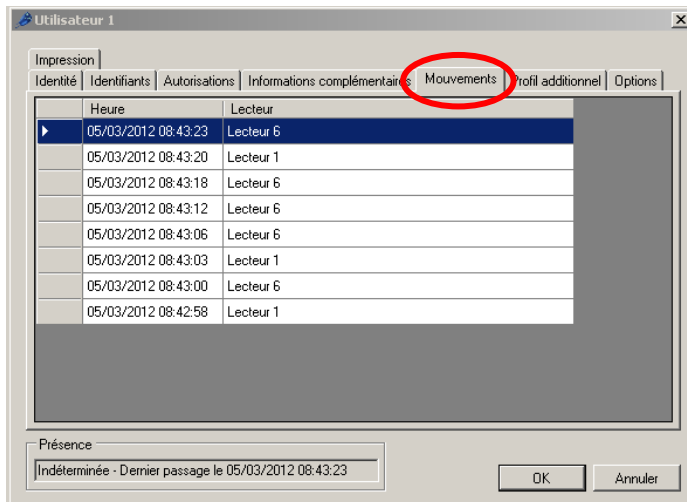 Utilisateur 1
Impression
Identité Identifiants Autorisations Informations complémentaires Mouvements Profil additionnel Options
Heure Lecteur
05/03/2012 08:43:23 Lecteur 6
05/03/2012 08:43:20 Lecteur 1
05/03/2012 08:43:18 Lecteur 6
05/03/2012 08:43:12 Lecteur 6
05/03/2012 08:43:06 Lecteur 6
05/03/2012 08:43:03 Lecteur 1
05/03/2012 08:43:00 Lecteur 6
05/03/2012 08:42:58 Lecteur 1
Présence
Indéterminée - Dernier passage le 05/03/2012 08:43:23
OK Annuler